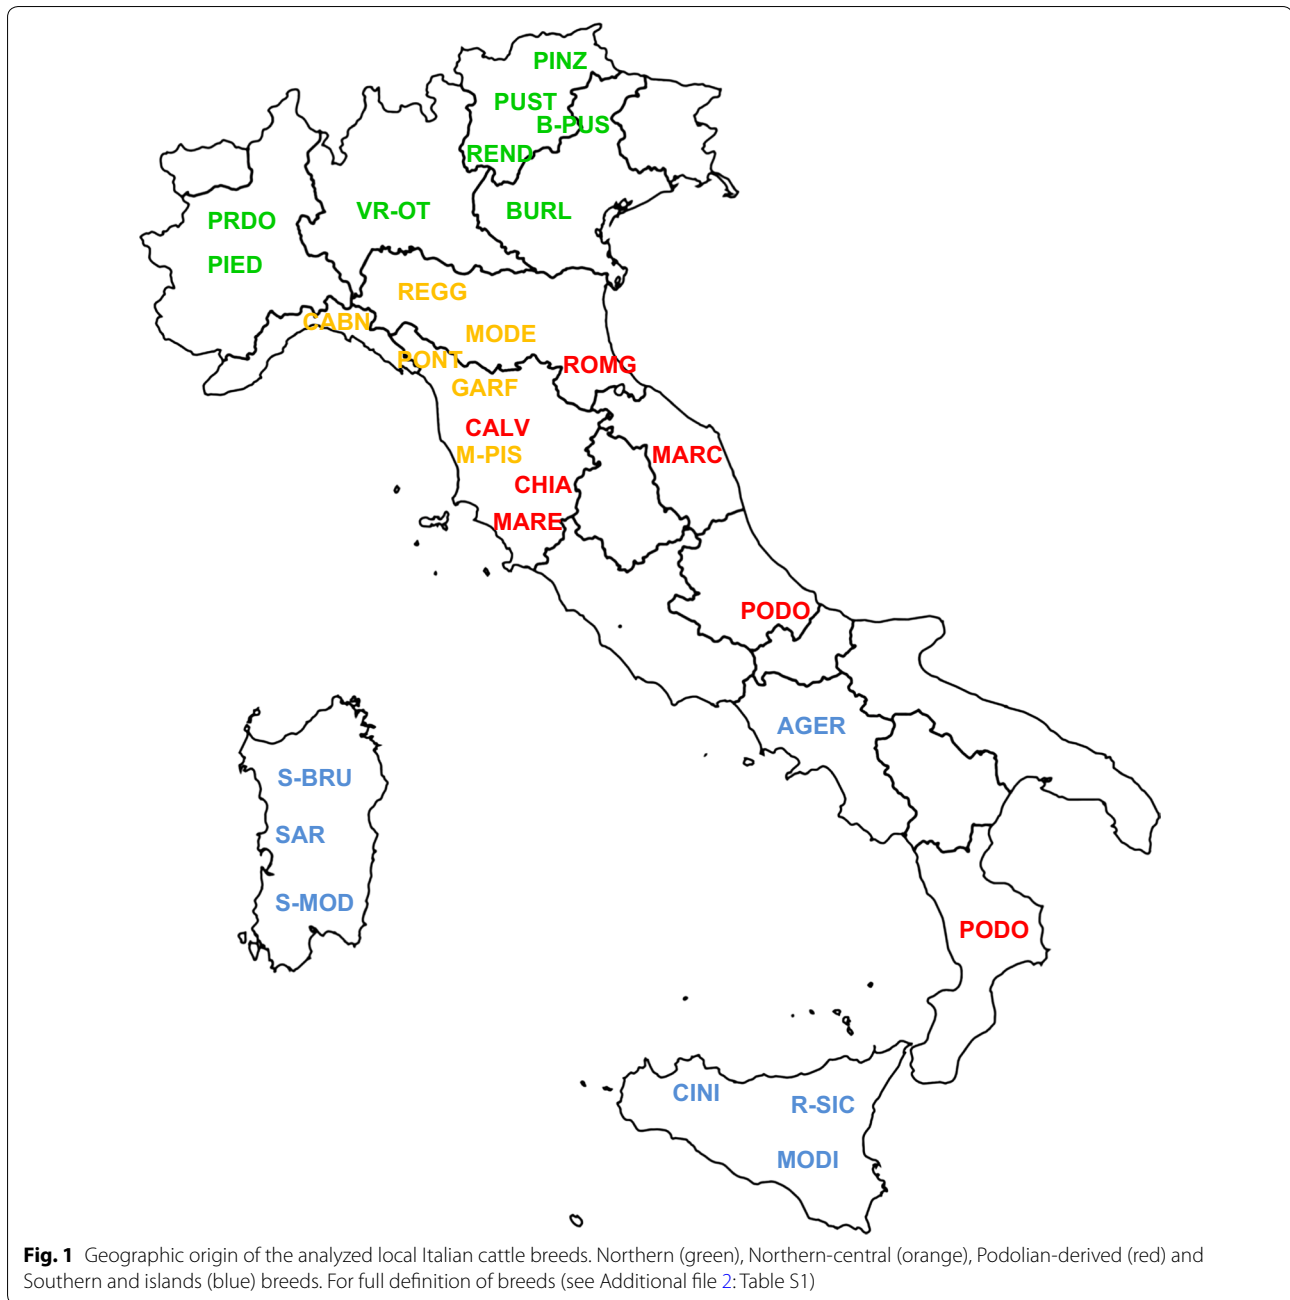 PINZ
PUST
B-PUS
REND
PRDO
VR-OT
BURL
PIED
REGG
CABN
MODE
PONT
ROMG
GARF
CALV
M-PIS
MARC
CHIA
MARE
PODO
AGER
S-BRU
SAR
S-MOD
PODO
CINI
R-SIC
MODI
Fig. 1 Geographic origin of the analyzed local Italian cattle breeds. Northern (green), Northern-central (orange), Podolian-derived (red) and
Southern and islands (blue) breeds. For full definition of breeds (see Additional file 2: Table S1)